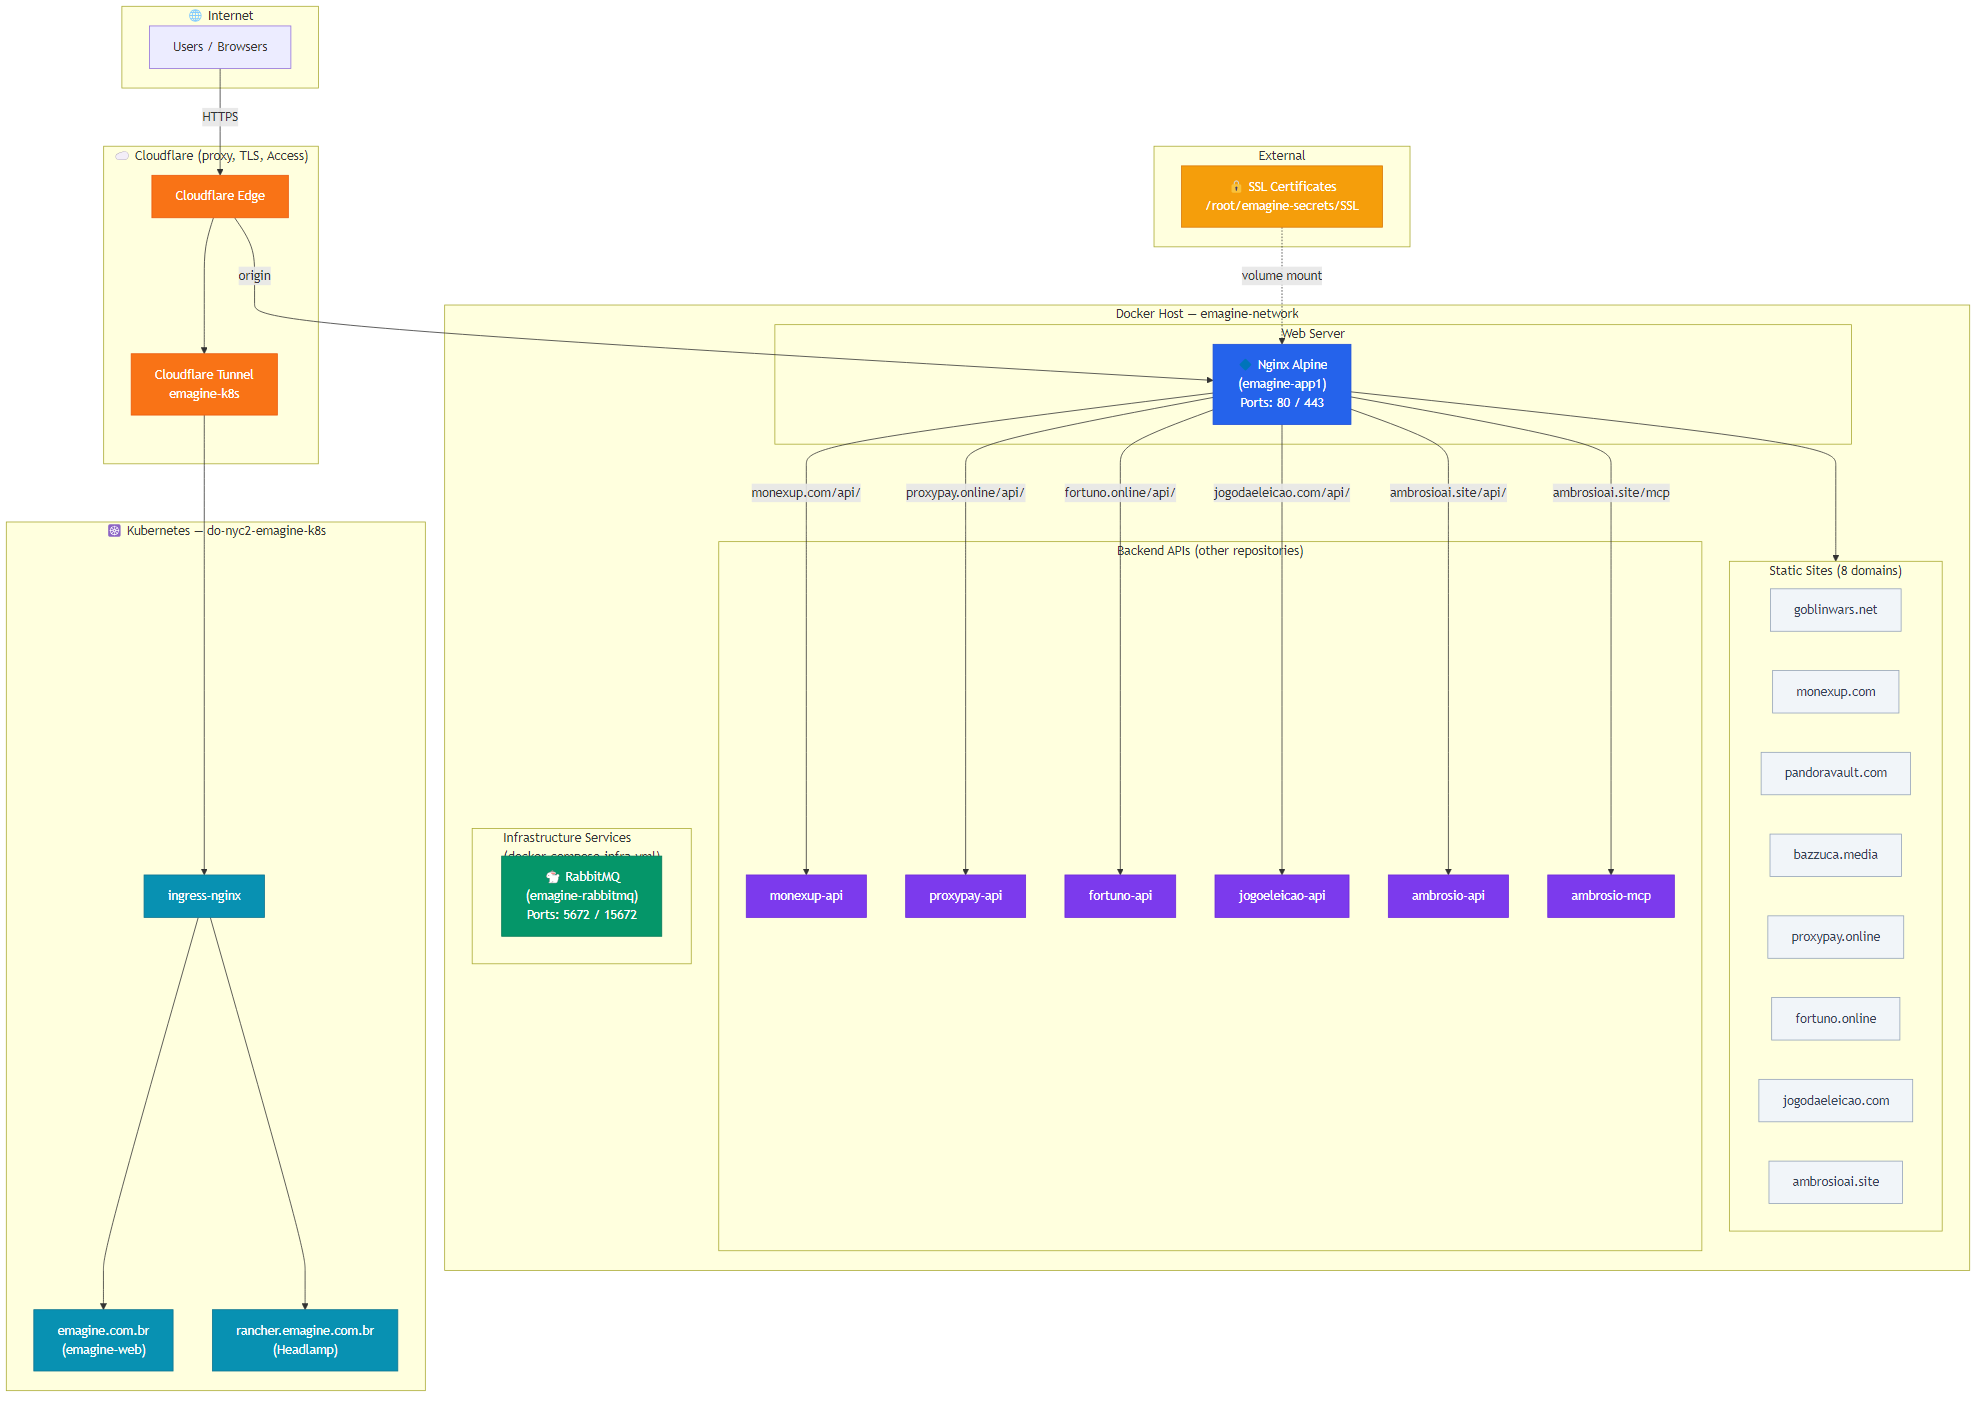 Internet
Users / Browsers
HTTPS
Cloudflare (proxy, TLS, Access)
Cloudflare Edge
origin
Cloudflare Tunnel
emagine-k8s
External
SSL Certificates
/root/emagine-secrets/SSL
volume mount
Docker Host — emagine-network
Web Server
Nginx Alpine
(emagine-app1)
Ports: 80 / 443
monexup.com/api/
proxypay.online/api/
fortuno.online/api/
jogodaeleicao.com/api/
ambrosioai.site/api/
ambrosioai.site/mcp
Kubernetes — do-nyc2-emagine-k8s
ingress-nginx
emagine.com.br
(emagine-web)
rancher.emagine.com.br
(Headlamp)
Infrastructure Services
(docker-compose-infra.yml)
RabbitMQ
(emagine-rabbitmq)
Ports: 5672 / 15672
Backend APIs (other repositories)
monexup-api
proxypay-api
fortuno-api
jogoeleicao-api
ambrosio-api
ambrosio-mcp
Static Sites (8 domains)
goblinwars.net
monexup.com
pandoravault.com
bazzuca.media
proxypay.online
fortuno.online
jogodaeleicao.com
ambrosioai.site